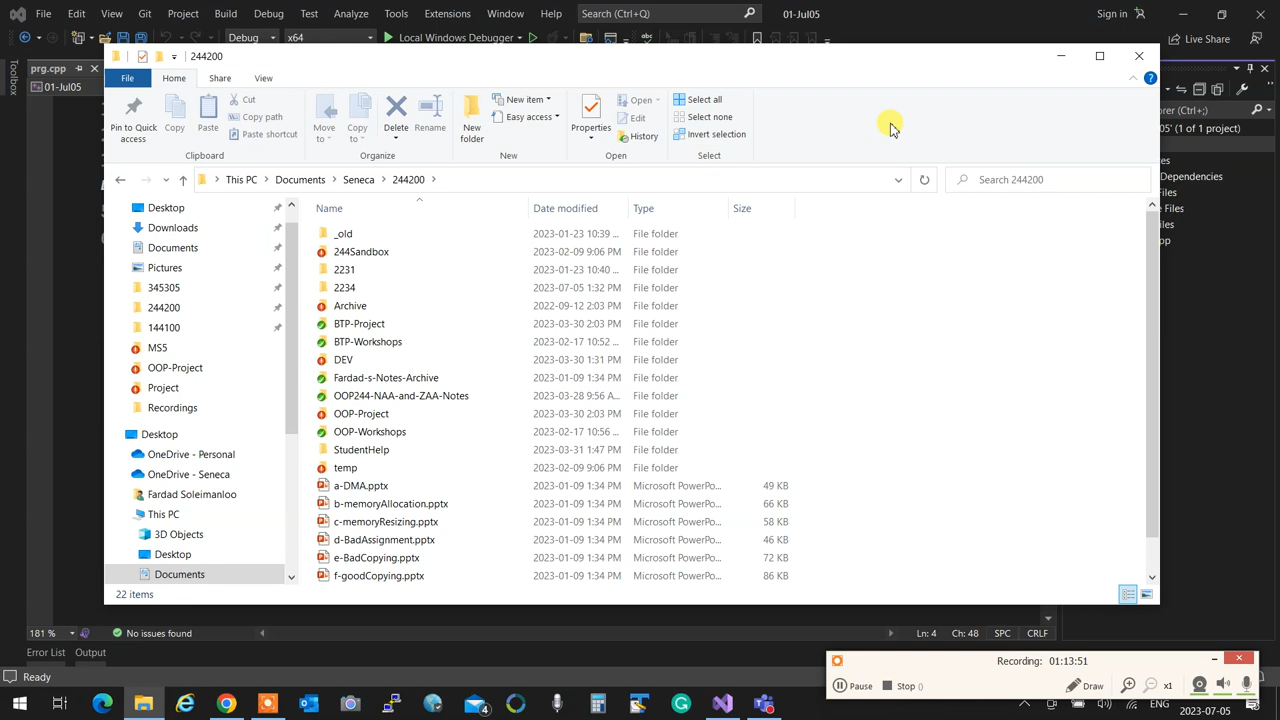 Test Analyze Tools Extensions Window Help Search (Ctrl+Q) 01-Jul05 Sign in
Debug x64 Local Windows Debugger Live Share
prg.cpp
01-Jul05
Toolbox
244200
File Home Share View
Pin to Quick access
Copy
Paste
Cut
Copy path
Paste shortcut
Clipboard
Move to
Copy to
Delete
Rename
Organize
New folder
New item
Easy access
New
Properties
Open
Edit
History
Open
Select all
Select none
Invert selection
Select
This PC > Documents > Seneca > 244200 >
Search 244200
Name Date modified Type Size
_old 2023-01-23 10:39 ... File folder
244Sandbox 2023-02-09 9:06 PM File folder
2231 2023-01-23 10:40 ... File folder
2234 2023-07-05 1:32 PM File folder
Archive 2022-09-12 2:03 PM File folder
BTP-Project 2023-03-30 2:03 PM File folder
BTP-Workshops 2023-02-17 10:52 ... File folder
DEV 2023-03-30 1:31 PM File folder
Fardad-s-Notes-Archive 2023-01-09 1:34 PM File folder
OOP244-NAA-and-ZAA-Notes 2023-03-28 9:56 A... File folder
OOP-Project 2023-03-30 2:03 PM File folder
OOP-Workshops 2023-02-17 10:56 ... File folder
StudentHelp 2023-03-31 1:47 PM File folder
temp 2023-02-09 9:06 PM File folder
a-DMA.pptx 2023-01-09 1:34 PM Microsoft PowerPo... 49 KB
b-memoryAllocation.pptx 2023-01-09 1:34 PM Microsoft PowerPo... 66 KB
c-memoryResizing.pptx 2023-01-09 1:34 PM Microsoft PowerPo... 58 KB
d-BadAssignment.pptx 2023-01-09 1:34 PM Microsoft PowerPo... 46 KB
e-BadCopying.pptx 2023-01-09 1:34 PM Microsoft PowerPo... 72 KB
f-goodCopying.pptx 2023-01-09 1:34 PM Microsoft PowerPo... 86 KB
Desktop
Downloads
Documents
Pictures
345305
244200
144100
MS5
OOP-Project
Project
Recordings
Desktop
OneDrive - Personal
OneDrive - Seneca
Fardad Soleimanloo
This PC
3D Objects
Desktop
Documents
22 items
orer (Ctrl+;)
05' (1 of 1 project)
es
ependencies
Files
e Files
les
pp
181 % No issues found Ln: 4 Ch: 48 SPC CRLF
Error List Output
Ready
Recording: 01:13:51
Pause Stop () x1 Draw
4
ENG 2023-07-05